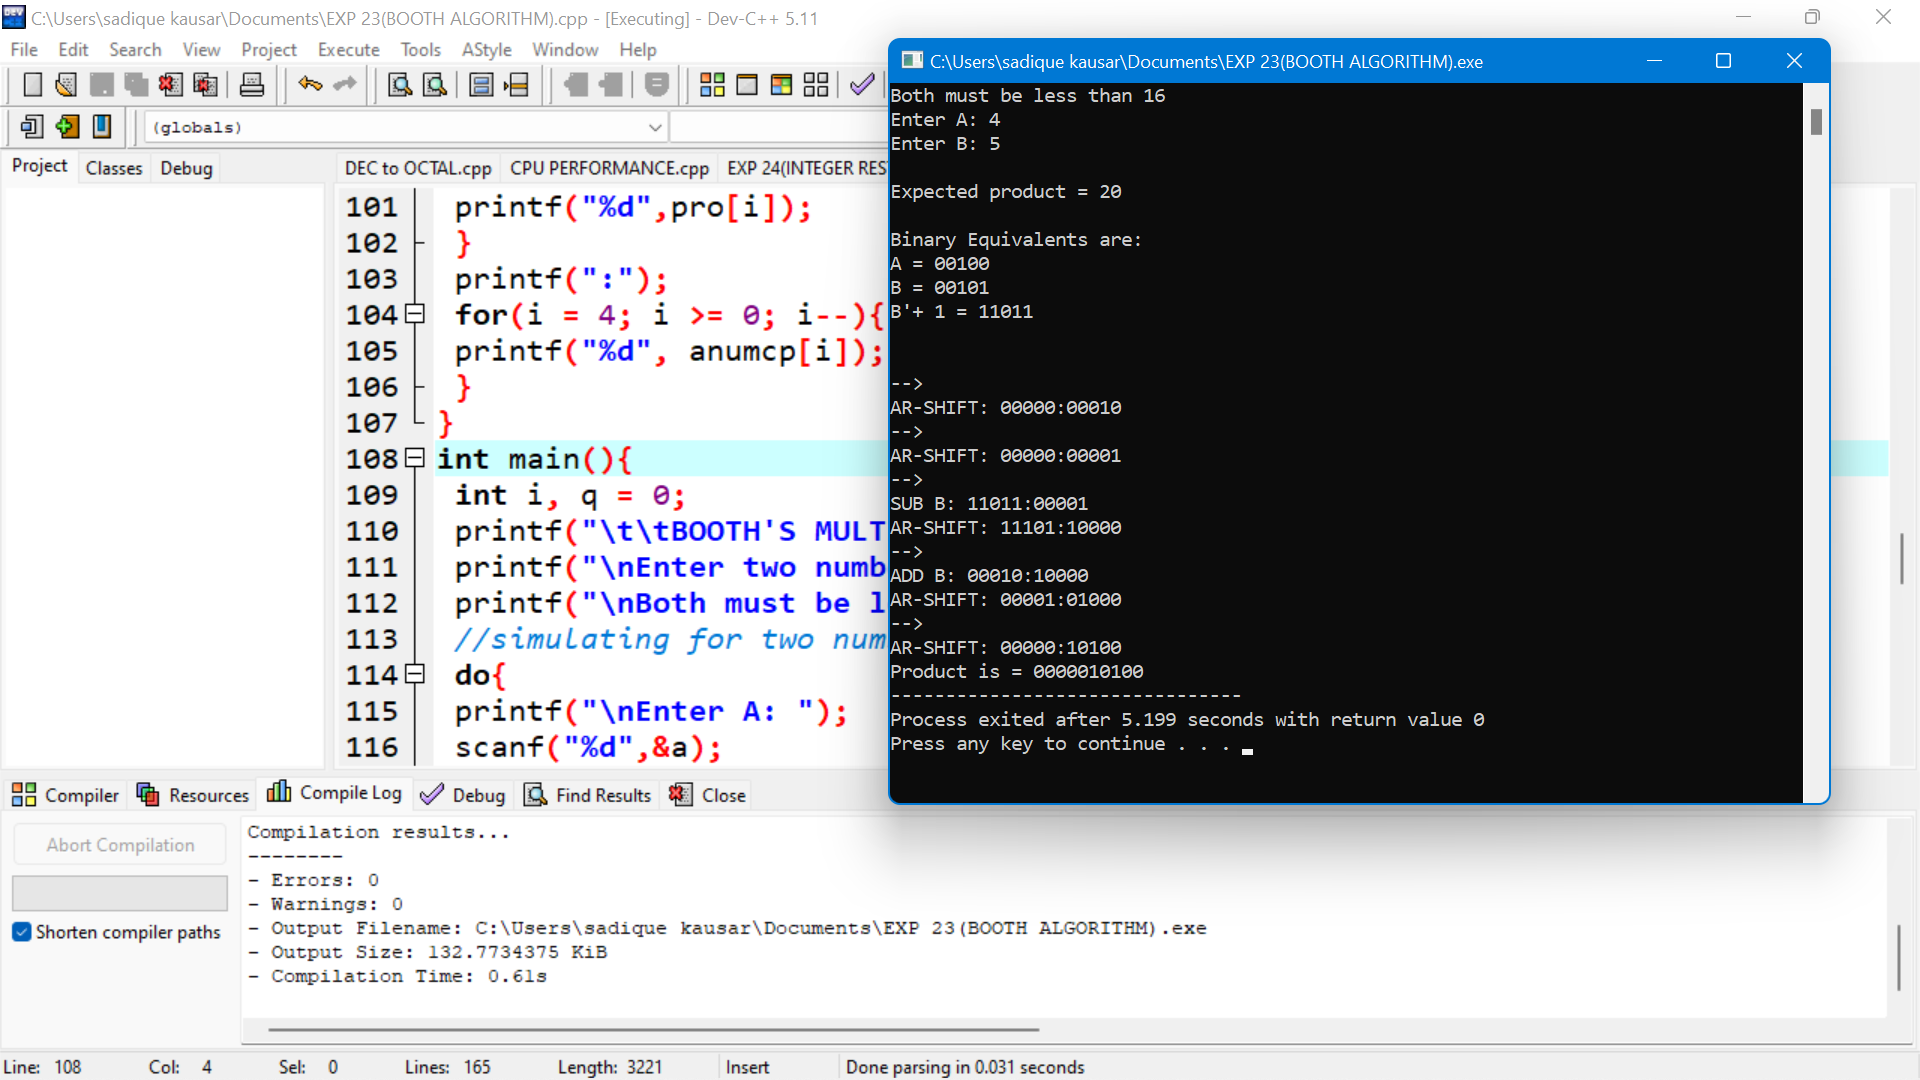 C:\Users\sadique kausar\Documents\EXP 23(BOOTH ALGORITHM).cpp - [Executing] - Dev-C++ 5.11
File Edit Search View Project Execute Tools AStyle Window Help
(globals)
Project Classes Debug
DEC to OCTAL.cpp CPU PERFORMANCE.cpp EXP 24(INTEGER RES
101 printf("%d",pro[i]);
102 }
103 printf(":");
104 for(i = 4; i >= 0; i--){
105 printf("%d", anumcp[i]);
106 }
107 }
108 int main(){
109 int i, q = 0;
110 printf("\t\tBOOTH'S MULT
111 printf("\nEnter two numb
112 printf("\nBoth must be l
113 //simulating for two num
114 do{
115 printf("\nEnter A: ");
116 scanf("%d",&a);
C:\Users\sadique kausar\Documents\EXP 23(BOOTH ALGORITHM).exe
Both must be less than 16
Enter A: 4
Enter B: 5
Expected product = 20
Binary Equivalents are:
A = 00100
B = 00101
B'+ 1 = 11011
-->
AR-SHIFT: 00000:00010
-->
AR-SHIFT: 00000:00001
-->
SUB B: 11011:00001
AR-SHIFT: 11101:10000
-->
ADD B: 00010:10000
AR-SHIFT: 00001:01000
-->
AR-SHIFT: 00000:10100
Product is = 0000010100
--------------------------------
Process exited after 5.199 seconds with return value 0
Press any key to continue . . .
Compiler Resources Compile Log Debug Find Results Close
Abort Compilation
Shorten compiler paths
Compilation results...
--------
- Errors: 0
- Warnings: 0
- Output Filename: C:\Users\sadique kausar\Documents\EXP 23(BOOTH ALGORITHM).exe
- Output Size: 132.7734375 KiB
- Compilation Time: 0.61s
Line: 108 Col: 4 Sel: 0 Lines: 165 Length: 3221 Insert Done parsing in 0.031 seconds